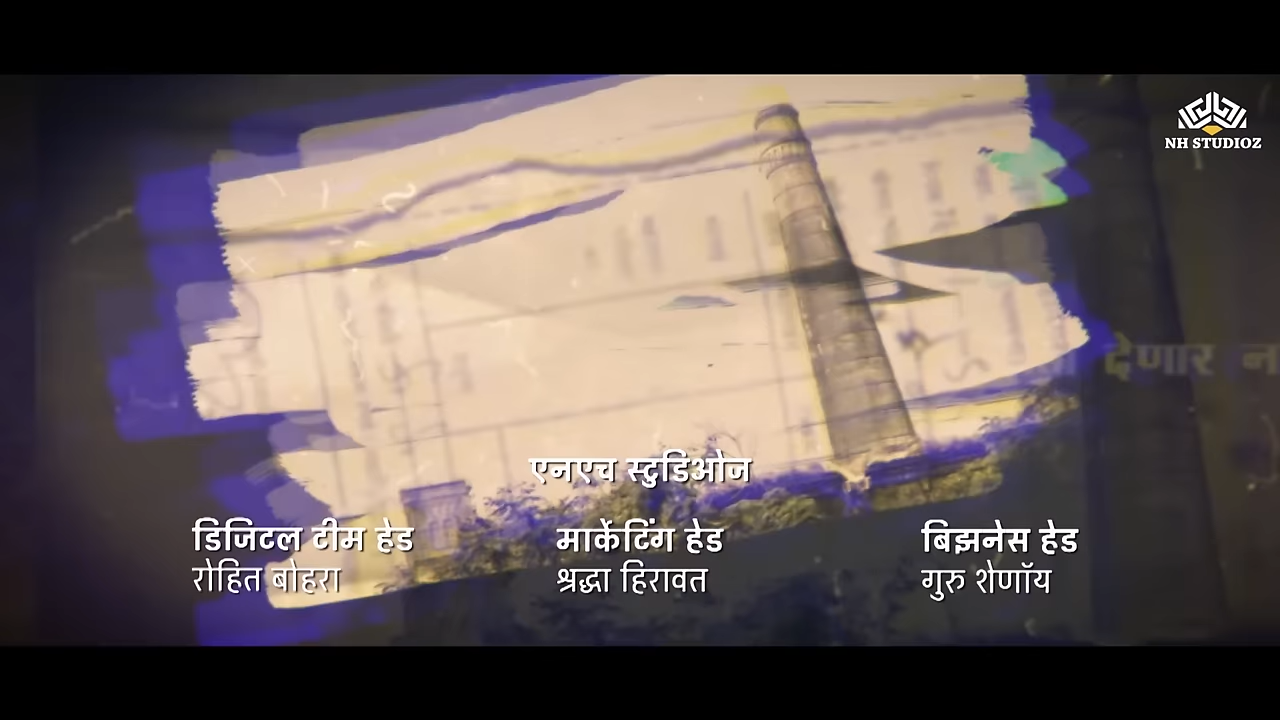 NH STUDIOZ
देणार
एनएच स्टुडिओज
डिजिटल टीम हेड
रोहित बोहरा
मार्केटिंग हेड
श्रद्धा हिरावत
बिझनेस हेड
गुरु शेणॉय